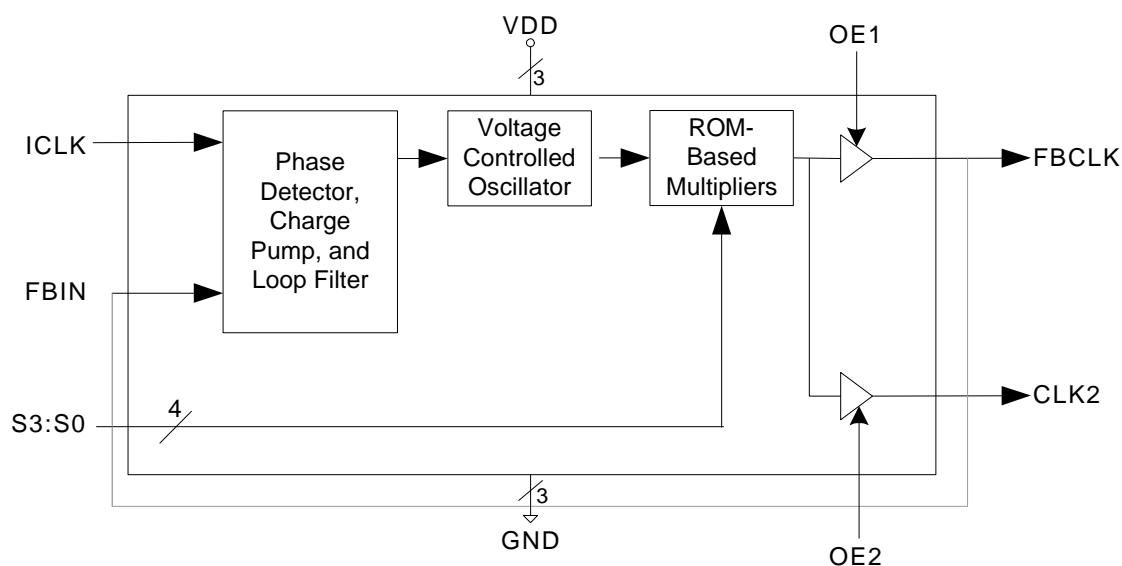 VDD
3
OE1
ICLK
Phase
Detector,
Charge
Pump, and
Loop Filter
Voltage
Controlled
Oscillator
ROM-
Based
Multipliers
FBCLK
FBIN
S3:S0
4
CLK2
3
GND
OE2